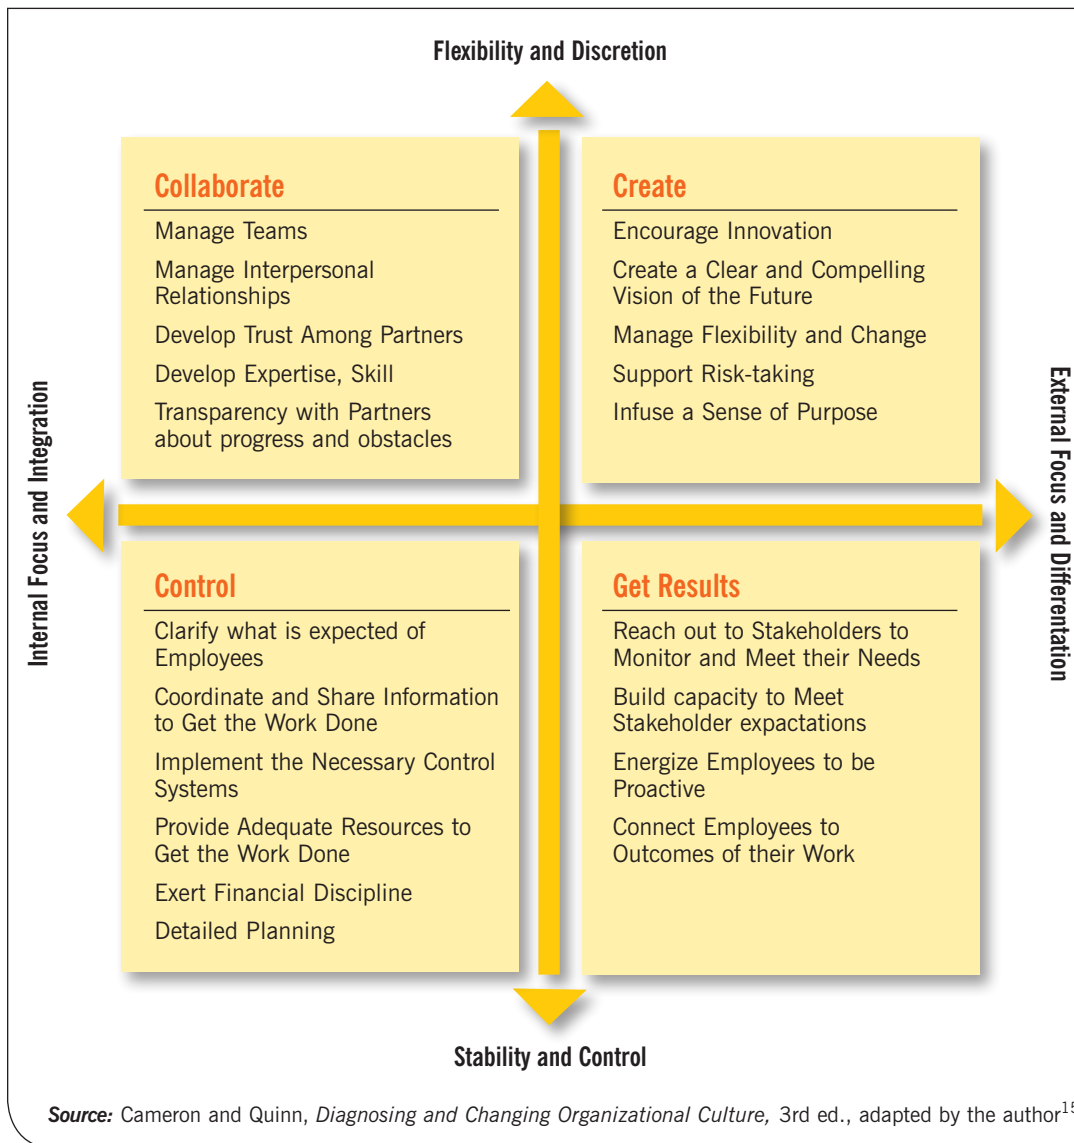 Flexibility and Discretion
Collaborate
Manage Teams
Manage Interpersonal
Relationships
Develop Trust Among Partners
Develop Expertise, Skill
Transparency with Partners
about progress and obstacles
Create
Encourage Innovation
Create a Clear and Compelling
Vision of the Future
Manage Flexibility and Change
Support Risk-taking
Infuse a Sense of Purpose
Internal Focus and Integration
External Focus and Differentation
Control
Clarify what is expected of
Employees
Coordinate and Share Information
to Get the Work Done
Implement the Necessary Control
Systems
Provide Adequate Resources to
Get the Work Done
Exert Financial Discipline
Detailed Planning
Get Results
Reach out to Stakeholders to
Monitor and Meet their Needs
Build capacity to Meet
Stakeholder expactations
Energize Employees to be
Proactive
Connect Employees to
Outcomes of their Work
Stability and Control
Source: Cameron and Quinn, Diagnosing and Changing Organizational Culture, 3rd ed., adapted by the author15